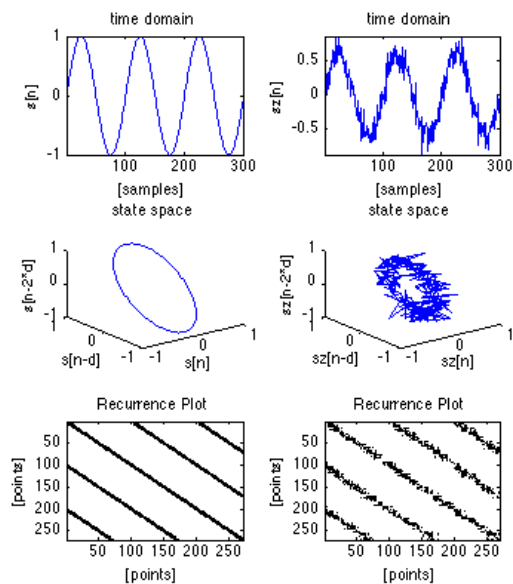 time domain
time domain
1
0
-1
s[n]
100 200 300
[samples]
0.5
0
-0.5
sz[n]
100 200 300
[samples]
state space
state space
1
0
-1
s[n-2*d]
1
0
-1
s[n-d]
-1
0
1
s[n]
1
0
-1
sz[n-2*d]
1
0
-1
sz[n-d]
-1
0
1
sz[n]
Recurrence Plot
Recurrence Plot
50
100
150
200
250
[points]
50 100 150 200 250
[points]
50
100
150
200
250
[points]
50 100 150 200 250
[points]